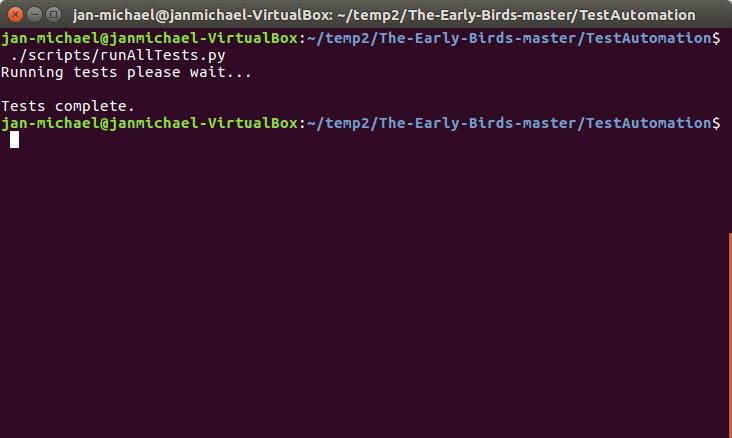 jan-michael@janmichael-VirtualBox: ~/temp2/The-Early-Birds-master/TestAutomation
jan-michael@janmichael-VirtualBox:~/temp2/The-Early-Birds-master/TestAutomation$
./scripts/runAllTests.py
Running tests please wait...
Tests complete.
jan-michael@janmichael-VirtualBox:~/temp2/The-Early-Birds-master/TestAutomation$